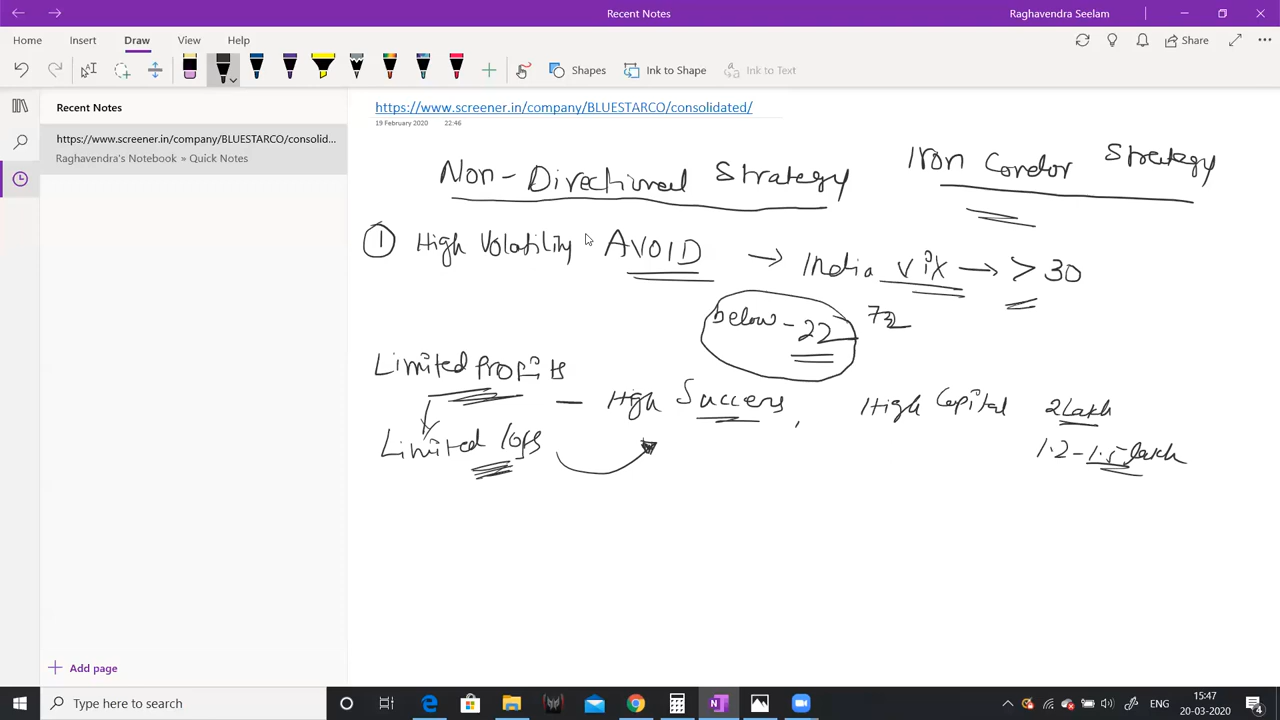 Recent Notes
Raghavendra Seelam
Home Insert Draw View Help
Share
Shapes Ink to Shape Ink to Text
Recent Notes
https://www.screener.in/company/BLUESTARCO/consolid...
Raghavendra's Notebook » Quick Notes
https://www.screener.in/company/BLUESTARCO/consolidated/
19 February 2020 22:46
Non-Directional Strategy
Iron Condor Strategy
① High Volatility AVOID → India vix → > 30
below - 22 72
Limited Profits - High Success, High Capital 2 Lakh
Limited loss 1.2 - 1.5 lakh
Add page
Type here to search
ENG
15:47
20-03-2020